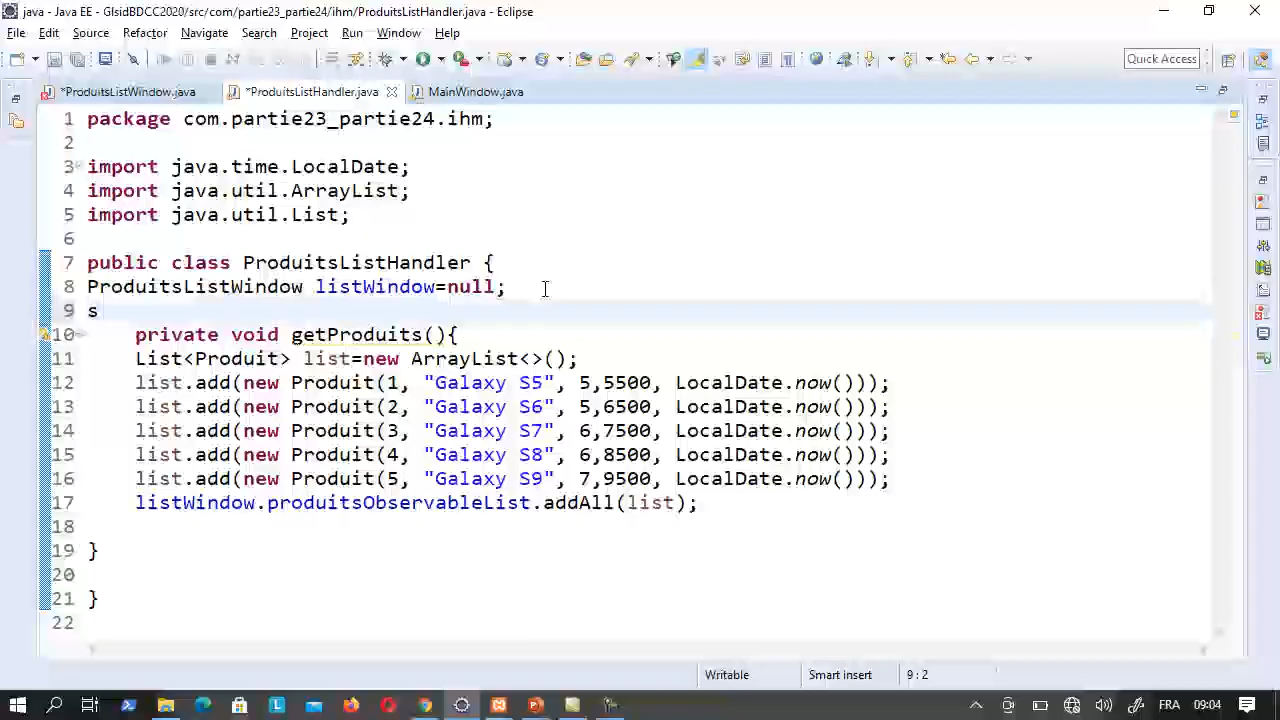 java - Java EE - GlsidBDCC2020/src/com/partie23_partie24/ihm/ProduitsListHandler.java - Eclipse
File Edit Source Refactor Navigate Search Project Run Window Help
Quick Access
*ProduitsListWindow.java *ProduitsListHandler.java MainWindow.java
1 package com.partie23_partie24.ihm;
2
3 import java.time.LocalDate;
4 import java.util.ArrayList;
5 import java.util.List;
6
7 public class ProduitsListHandler {
8 ProduitsListWindow listWindow=null;
9 s
10 private void getProduits(){
11 List<Produit> list=new ArrayList<>();
12 list.add(new Produit(1, "Galaxy S5", 5,5500, LocalDate.now()));
13 list.add(new Produit(2, "Galaxy S6", 5,6500, LocalDate.now()));
14 list.add(new Produit(3, "Galaxy S7", 6,7500, LocalDate.now()));
15 list.add(new Produit(4, "Galaxy S8", 6,8500, LocalDate.now()));
16 list.add(new Produit(5, "Galaxy S9", 7,9500, LocalDate.now()));
17 listWindow.produitsObservableList.addAll(list);
18
19 }
20
21 }
22
Writable Smart insert 9 : 2
FRA 09:04